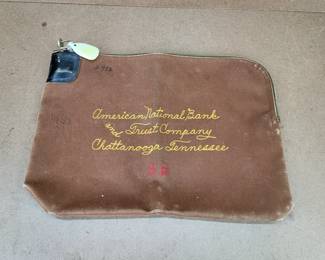 American National Bank
and Trust Company
Chattanooga Tennessee